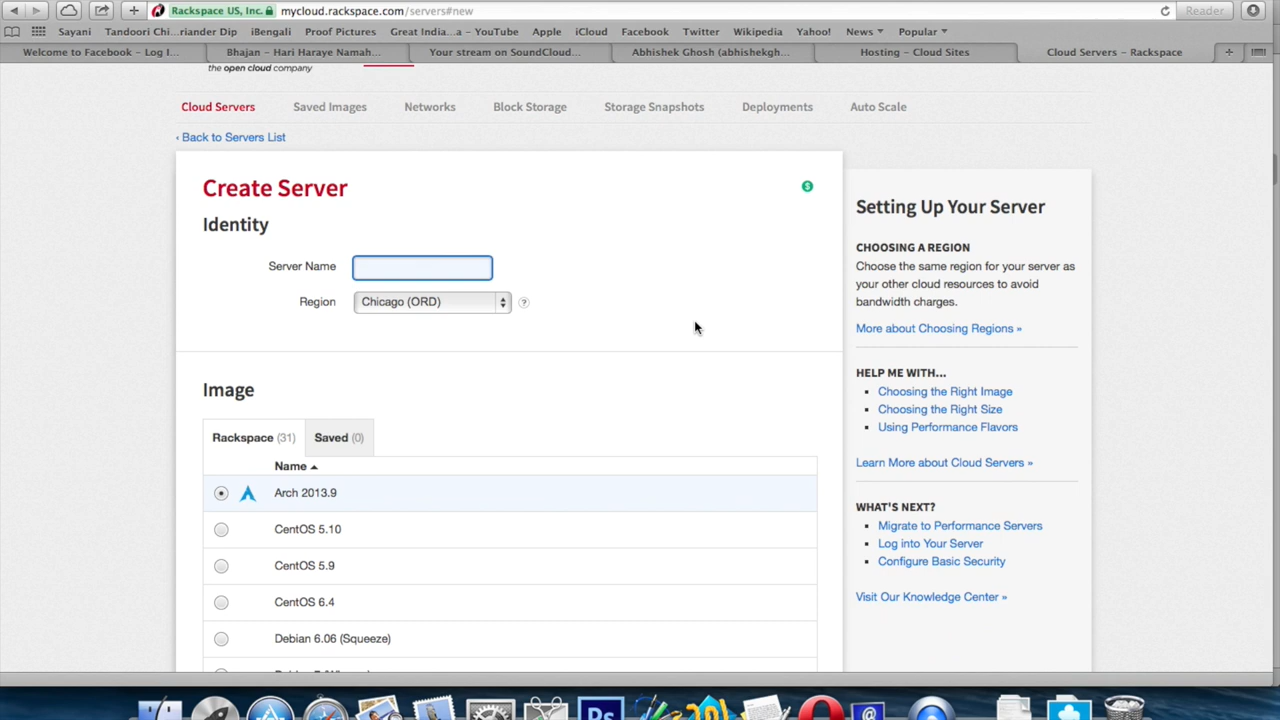 Rackspace US, Inc. mycloud.rackspace.com/servers#new Reader
Sayani Tandoori Chi...riander Dip iBengali Proof Pictures Great India,...a – YouTube Apple iCloud Facebook Twitter Wikipedia Yahoo! News Popular
Welcome to Facebook – Log I... Bhajan – Hari Haraye Namah... Your stream on SoundCloud... Abhishek Ghosh (abhishekgh... Hosting – Cloud Sites Cloud Servers – Rackspace
the open cloud company
Cloud Servers Saved Images Networks Block Storage Storage Snapshots Deployments Auto Scale
‹ Back to Servers List
Create Server
$
Identity
Server Name
Region Chicago (ORD) ?
Image
Rackspace (31) Saved (0)
Name
Arch 2013.9
CentOS 5.10
CentOS 5.9
CentOS 6.4
Debian 6.06 (Squeeze)
Setting Up Your Server
CHOOSING A REGION
Choose the same region for your server as
your other cloud resources to avoid
bandwidth charges.
More about Choosing Regions »
HELP ME WITH...
Choosing the Right Image
Choosing the Right Size
Using Performance Flavors
Learn More about Cloud Servers »
WHAT'S NEXT?
Migrate to Performance Servers
Log into Your Server
Configure Basic Security
Visit Our Knowledge Center »
Ps
@